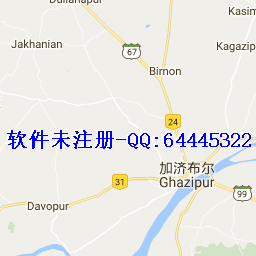 Dullahapur
Kasim
Jakhanian
67
Kagazip
Birnon
24
软件未注册-QQ:64445322
加济布尔
Ghazipur
31
99
Davopur